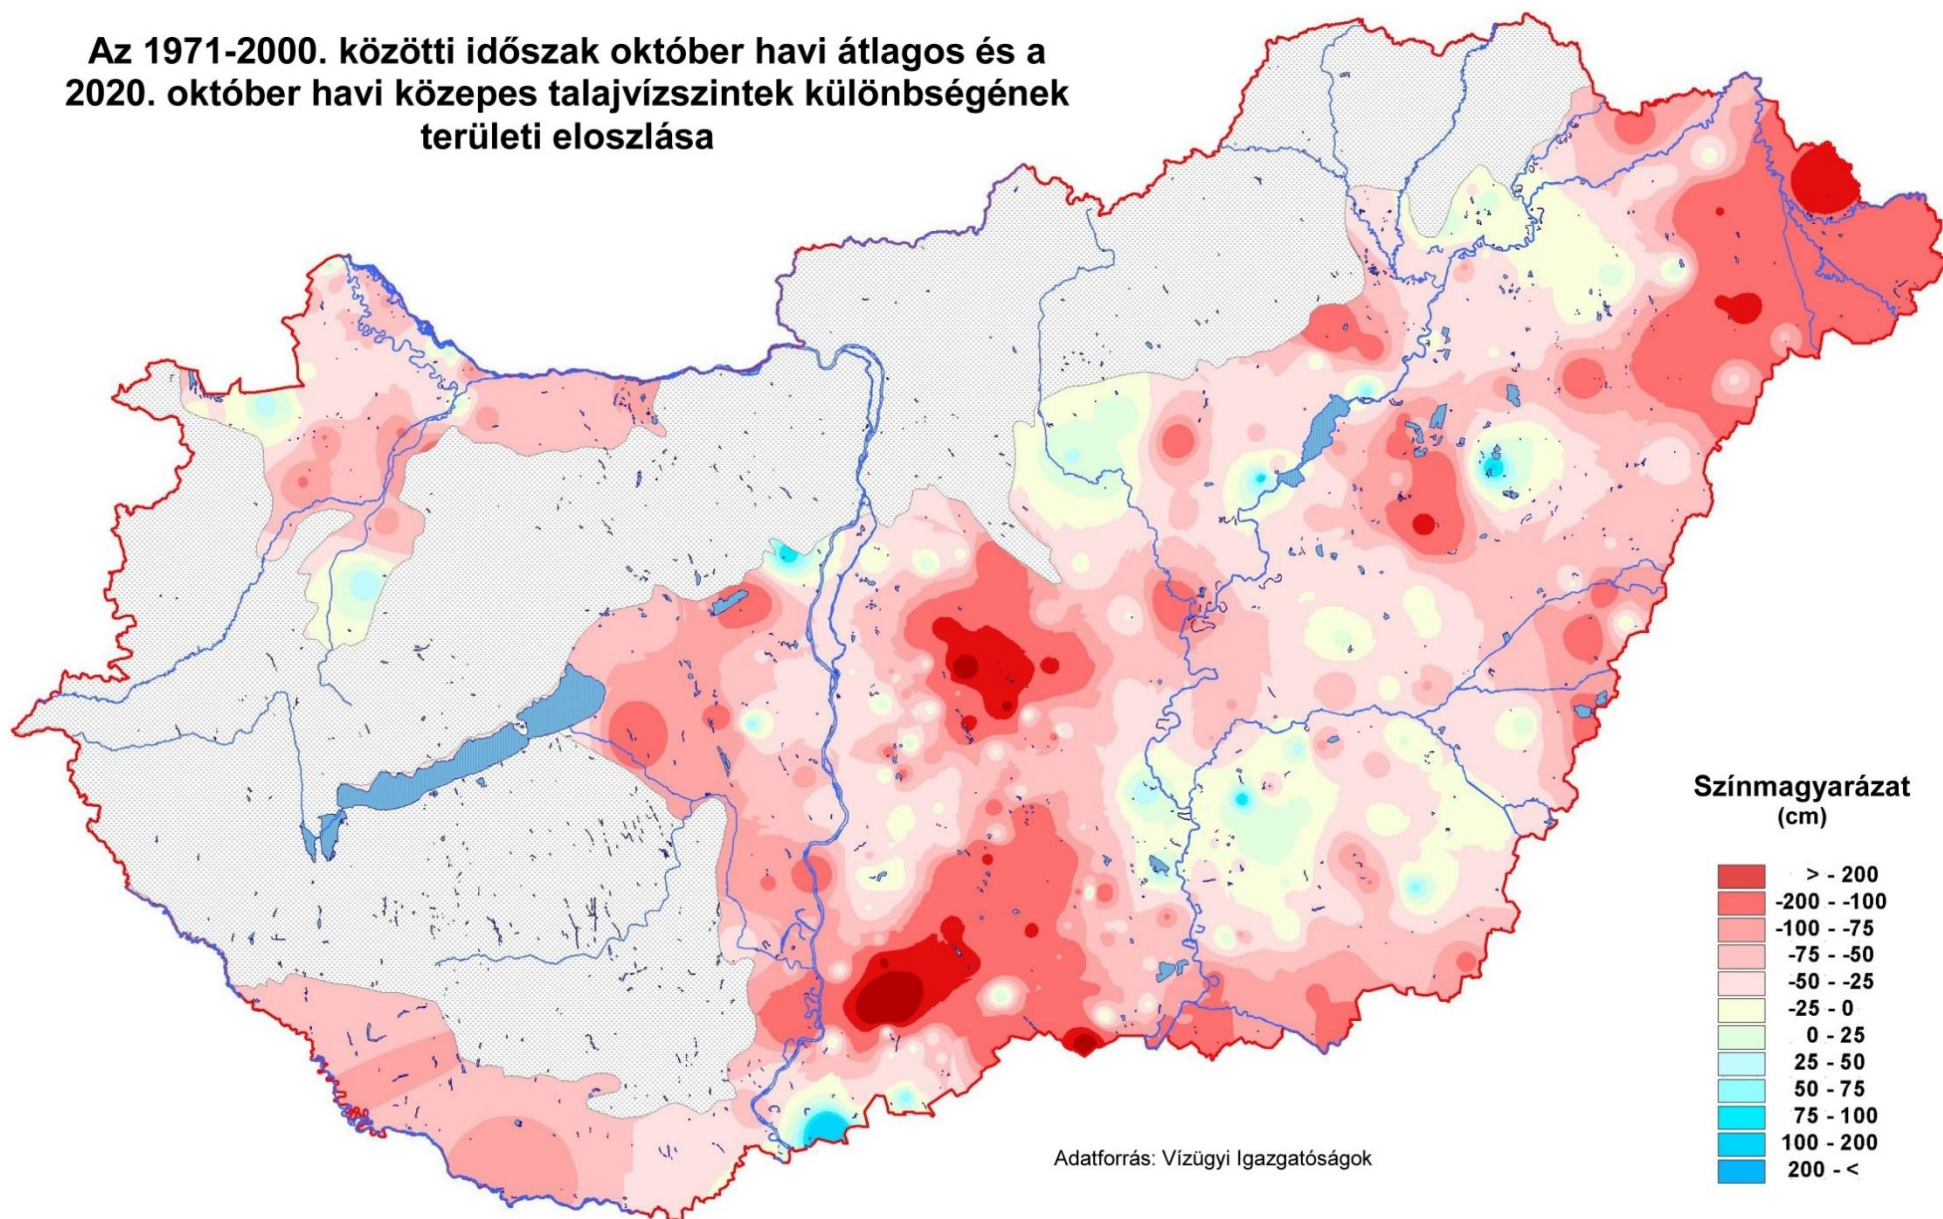 Az 1971-2000. közötti időszak október havi átlagos és a
2020. október havi közepes talajvízszintek különbségének
területi eloszlása
Színmagyarázat
(cm)
> - 200
-200 - -100
-100 - -75
-75 - -50
-50 - -25
-25 - 0
0 - 25
25 - 50
50 - 75
75 - 100
100 - 200
200 - <
Adatforrás: Vízügyi Igazgatóságok